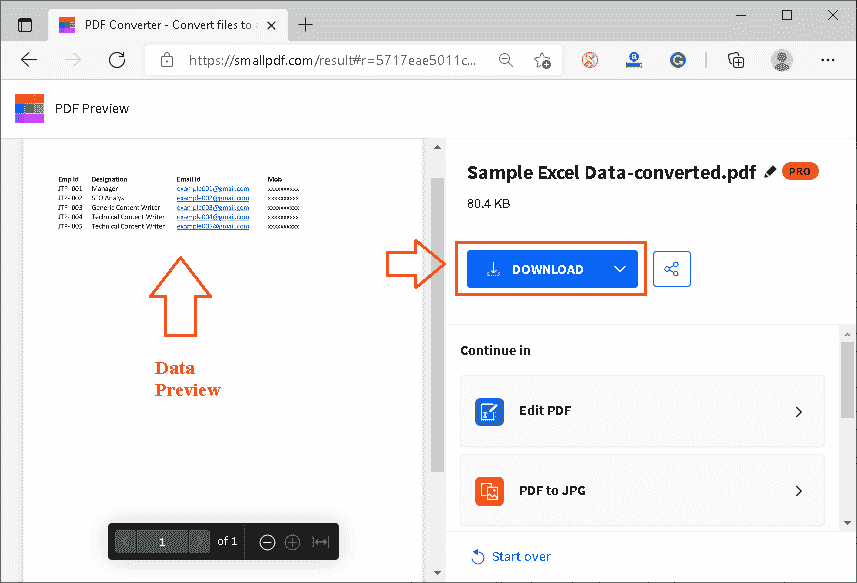 PDF Converter - Convert files to
https://smallpdf.com/result#r=5717eae5011c...
PDF Preview
Emp Id Designation Email Id Mob
JTP-001 Manager example001@gmail.com xxxxxxxxxx
JTP-002 SEO Analys example002@gmail.com xxxxxxxxxx
JTP-003 Generic Content Writer example003@gmail.com xxxxxxxxxx
JTP-004 Technical Content Writer example004@gmail.com xxxxxxxxxx
JTP-005 Technical Content Writer example005@gmail.com xxxxxxxxxx
Data
Preview
1 of 1
Sample Excel Data-converted.pdf PRO
80.4 KB
DOWNLOAD
Continue in
Edit PDF
PDF to JPG
Start over